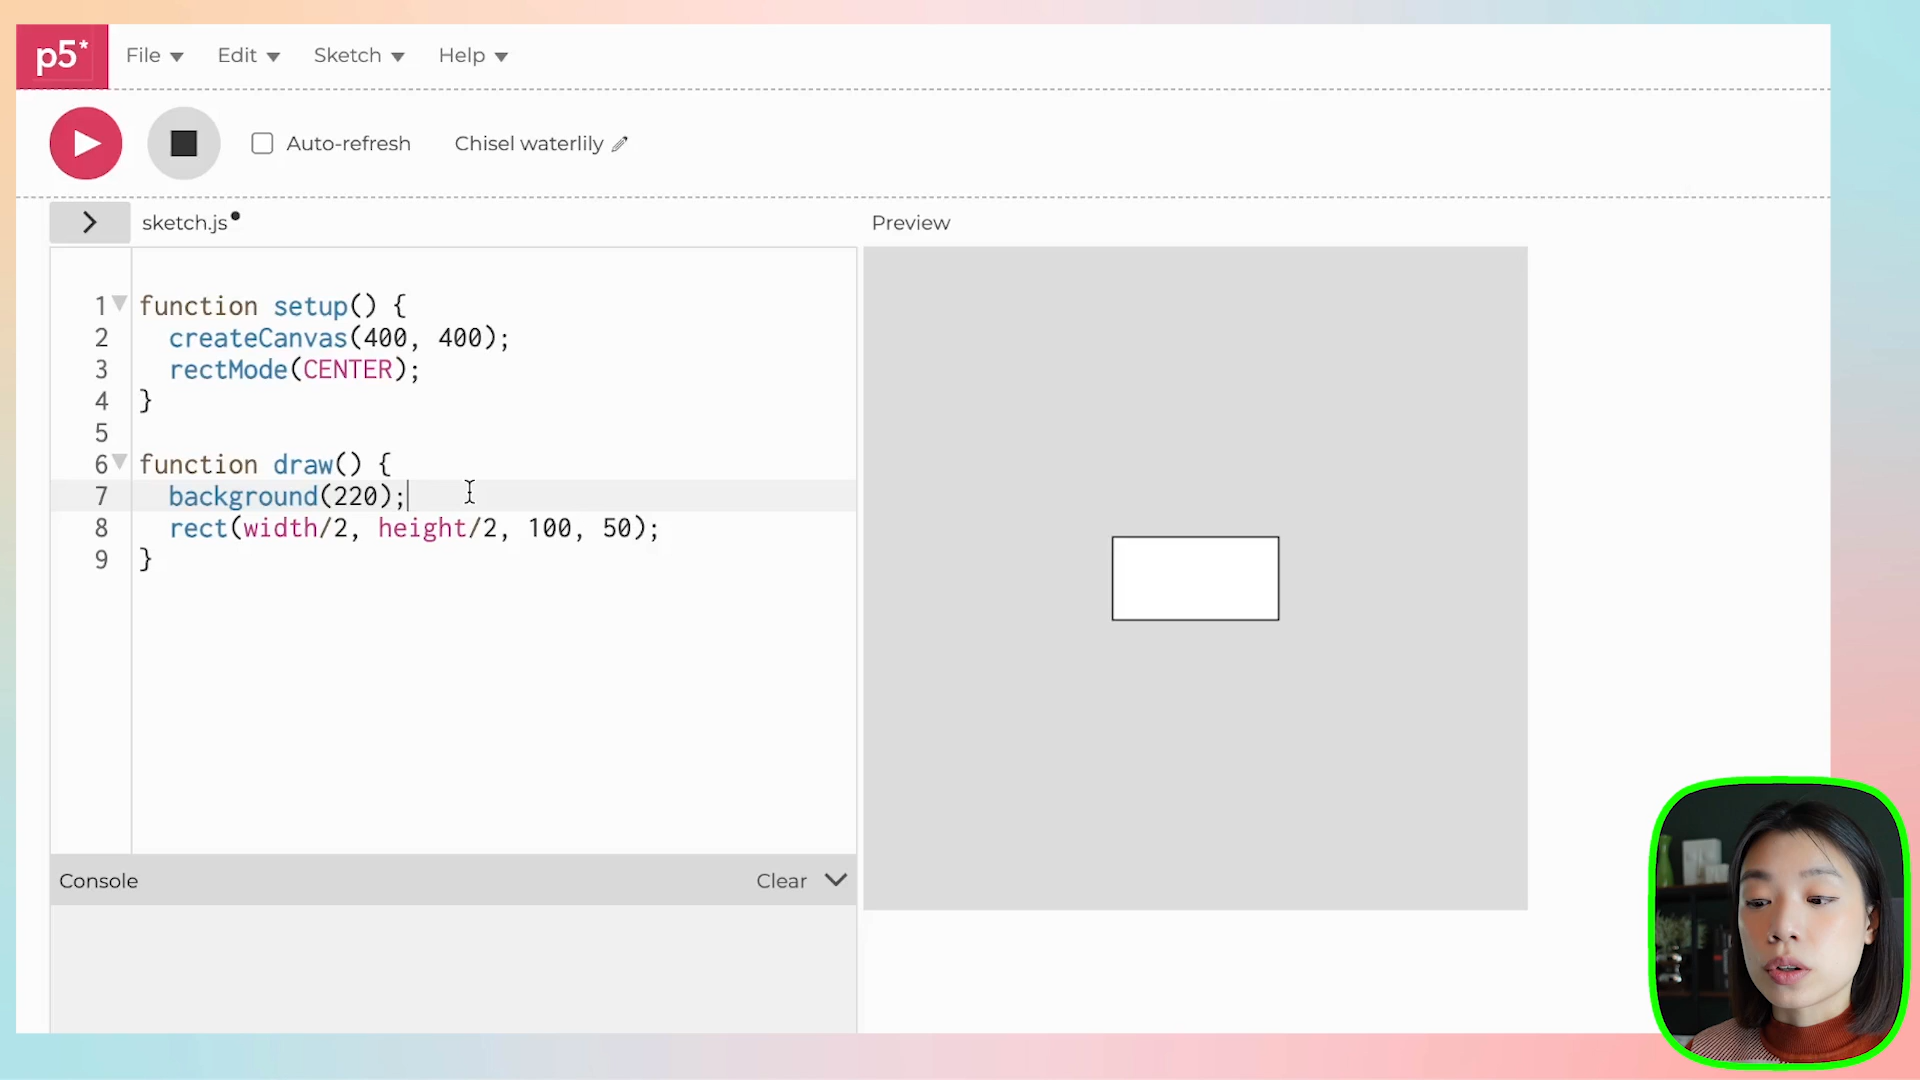 p5* File Edit Sketch Help
Auto-refresh Chisel waterlily
sketch.js Preview
1 function setup() {
2 createCanvas(400, 400);
3 rectMode(CENTER);
4 }
5
6 function draw() {
7 background(220);
8 rect(width/2, height/2, 100, 50);
9 }
Console Clear